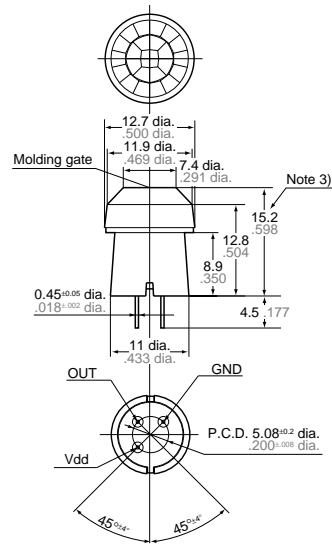 12.7 dia.
.500 dia.
11.9 dia.
.469 dia.
Molding gate
7.4 dia.
.291 dia.
Note 3)
15.2
.598
12.8
.504
8.9
.350
0.45±0.05 dia.
.018±.002 dia.
4.5 .177
11 dia.
.433 dia.
OUT
GND
P.C.D. 5.08±0.2 dia.
.200±.008 dia.
Vdd
45°±4°
45°±4°